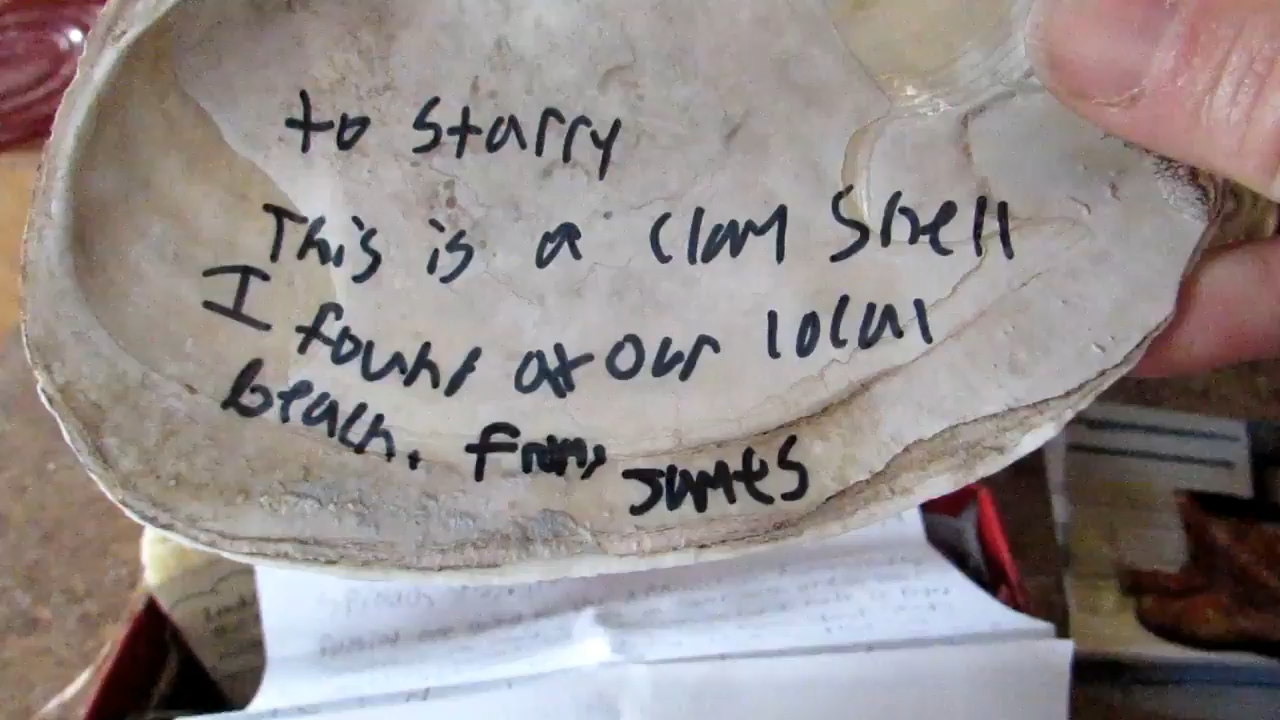 to Starry
This is a Clam Shell
I found at our local
beach. from, James